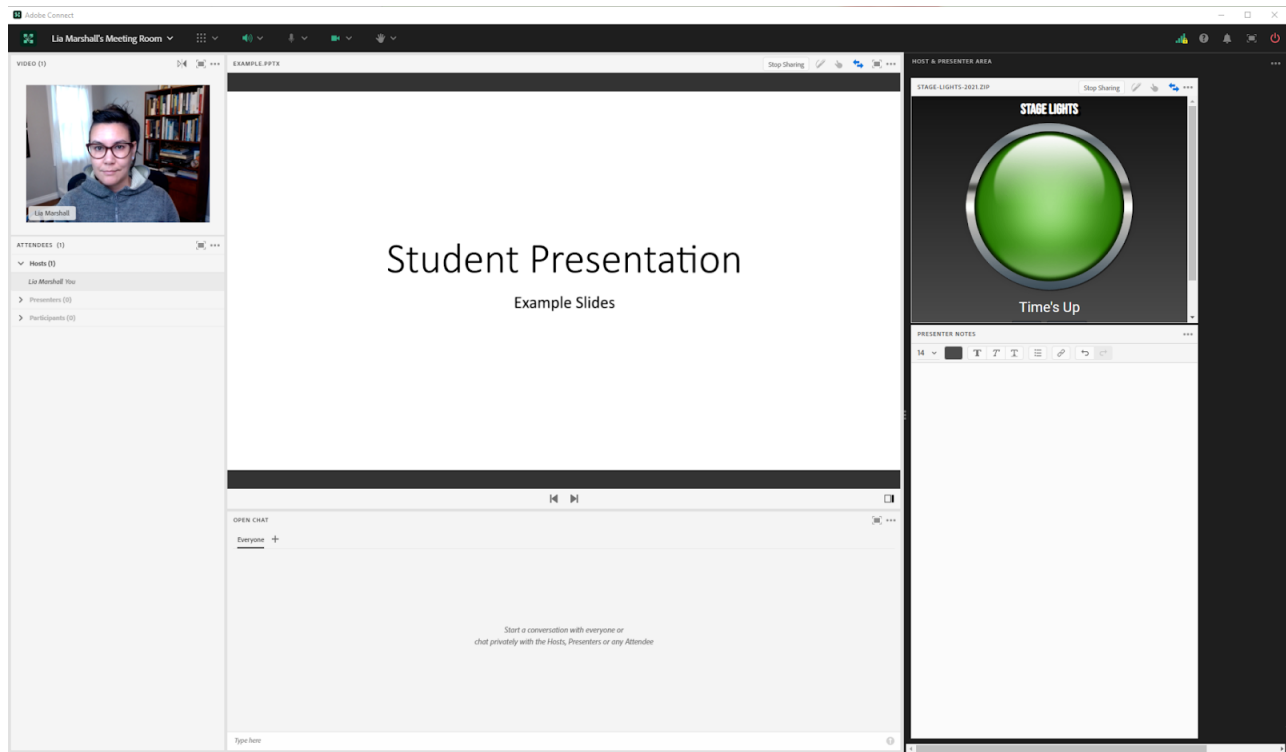 Adobe Connect
Lia Marshall's Meeting Room
VIDEO (1)
Lia Marshall
ATTENDEES (1)
Hosts (1)
Lia Marshall You
Presenters (0)
Participants (0)
EXAMPLE.PPTX
Stop Sharing
Student Presentation
Example Slides
OPEN CHAT
Everyone
Start a conversation with everyone or
chat privately with the Hosts, Presenters or any Attendee
Type here
HOST & PRESENTER AREA
STAGE-LIGHTS-2021.ZIP
Stop Sharing
STAGE LIGHTS
Time's Up
PRESENTER NOTES
14
T T T